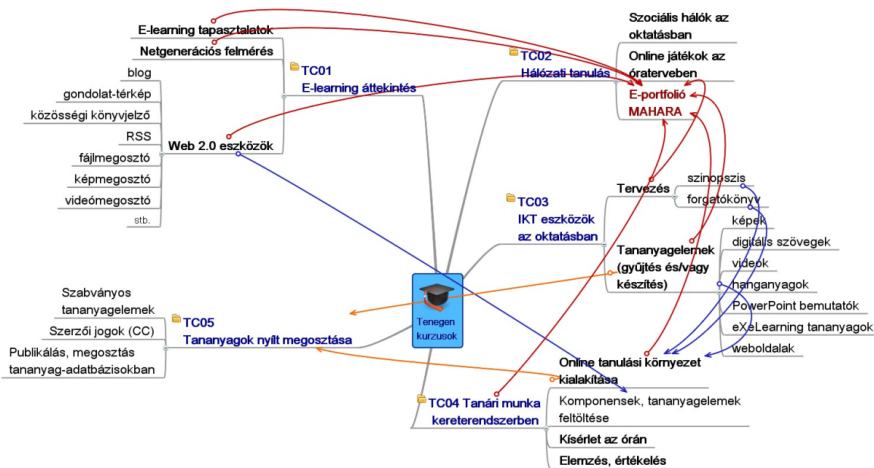 E-learning tapasztalatok
Netgenerációs felmérés
TC01
E-learning áttekintés
blog
gondolat-térkép
közösségi könyvjelző
RSS
Web 2.0 eszközök
fájlmegosztó
képmegosztó
videómegosztó
stb.
Szociális hálók az
oktatásban
TC02
Hálózati tanulás
Online játékok az
óratervben
E-portfolió
MAHARA
TC03
IKT eszközök
az oktatásban
Tervezés
szinopszis
forgatókönyv
Tananyagelemek
(gyűjtés és/vagy
készítés)
képek
digitális szövegek
videók
hanganyagok
PowerPoint bemutatók
eXeLearning tananyagok
weboldalak
Tenegen
kurzusok
Szabványos
tananyagelemek
TC05
Tananyagok nyílt megosztása
Szerzői jogok (CC)
Publikálás, megosztás
tananyag-adatbázisokban
TC04 Tanári munka
kereterendszerben
Online tanulási környezet
kialakítása
Komponensek, tananyagelemek
feltöltése
Kísérlet az órán
Elemzés, értékelés